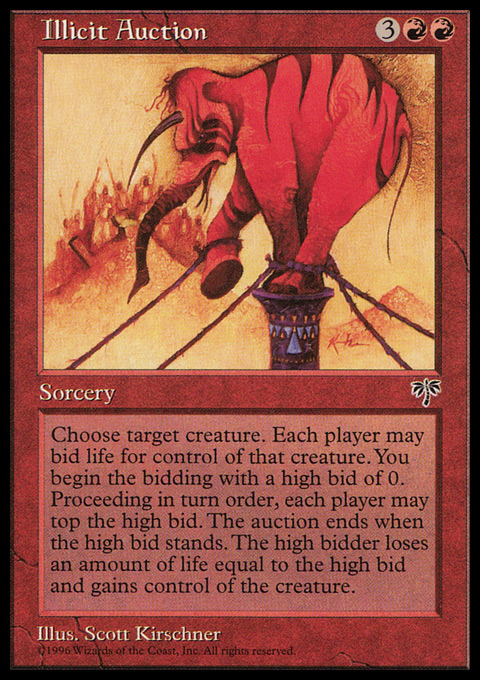 Illicit Auction 3
Sorcery
Choose target creature. Each player may
bid life for control of that creature. You
begin the bidding with a high bid of 0.
Proceeding in turn order, each player may
top the high bid. The auction ends when
the high bid stands. The high bidder loses
an amount of life equal to the high bid
and gains control of the creature.
Illus. Scott Kirschner
©1996 Wizards of the Coast, Inc. All rights reserved.